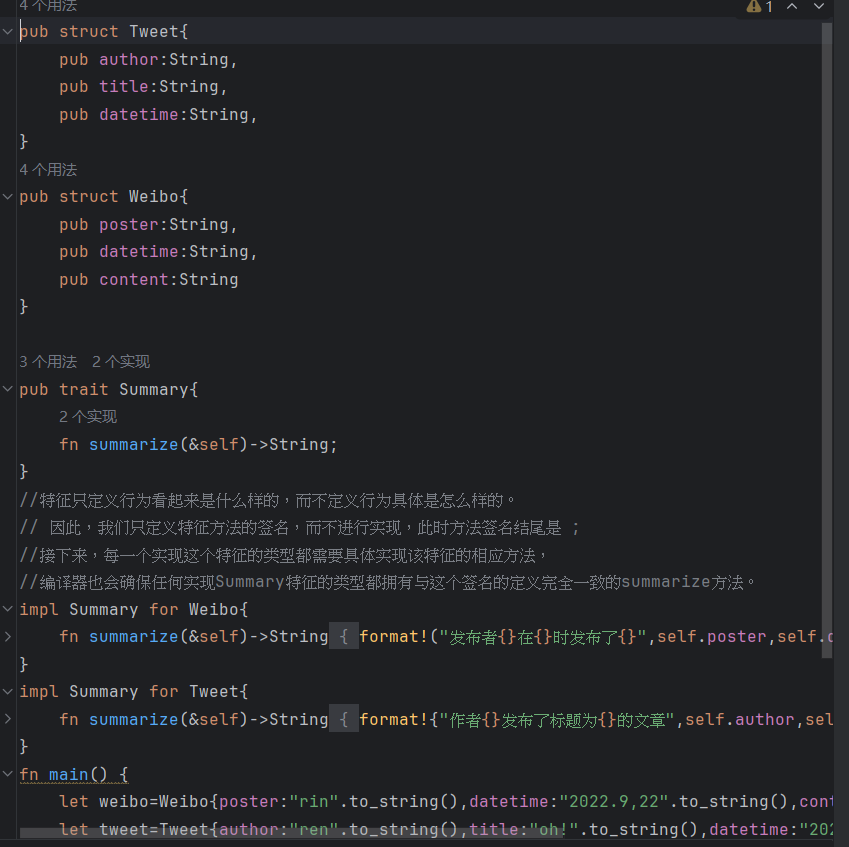 4 个用法
1
pub struct Tweet{
pub author:String,
pub title:String,
pub datetime:String,
}
4 个用法
pub struct Weibo{
pub poster:String,
pub datetime:String,
pub content:String
}
3 个用法 2 个实现
pub trait Summary{
2 个实现
fn summarize(&self)->String;
}
//特征只定义行为看起来是什么样的，而不定义行为具体是怎么样的。
// 因此，我们只定义特征方法的签名，而不进行实现，此时方法签名结尾是 ；
//接下来，每一个实现这个特征的类型都需要具体实现该特征的相应方法，
//编译器也会确保任何实现Summary特征的类型都拥有与这个签名的定义完全一致的summarize方法。
impl Summary for Weibo{
fn summarize(&self)->String { format!("发布者{}在{}时发布了{}",self.poster,self.
}
impl Summary for Tweet{
fn summarize(&self)->String { format!{"作者{}发布了标题为{}的文章",self.author,sel
}
fn main() {
let weibo=Weibo{poster:"rin".to_string(),datetime:"2022.9,22".to_string(),cont
let tweet=Tweet{author:"ren".to_string(),title:"oh!".to_string(),datetime:"202